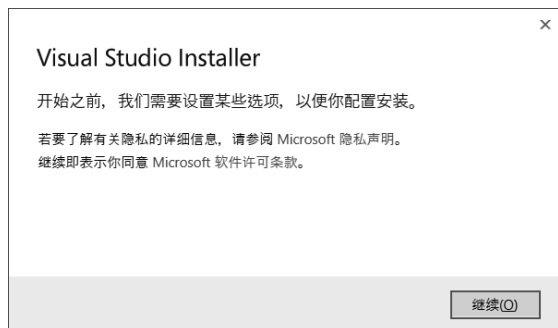 Visual Studio Installer
开始之前，我们需要设置某些选项，以便你配置安装。
若要了解有关隐私的详细信息，请参阅 Microsoft 隐私声明。
继续即表示你同意 Microsoft 软件许可条款。
继续(O)